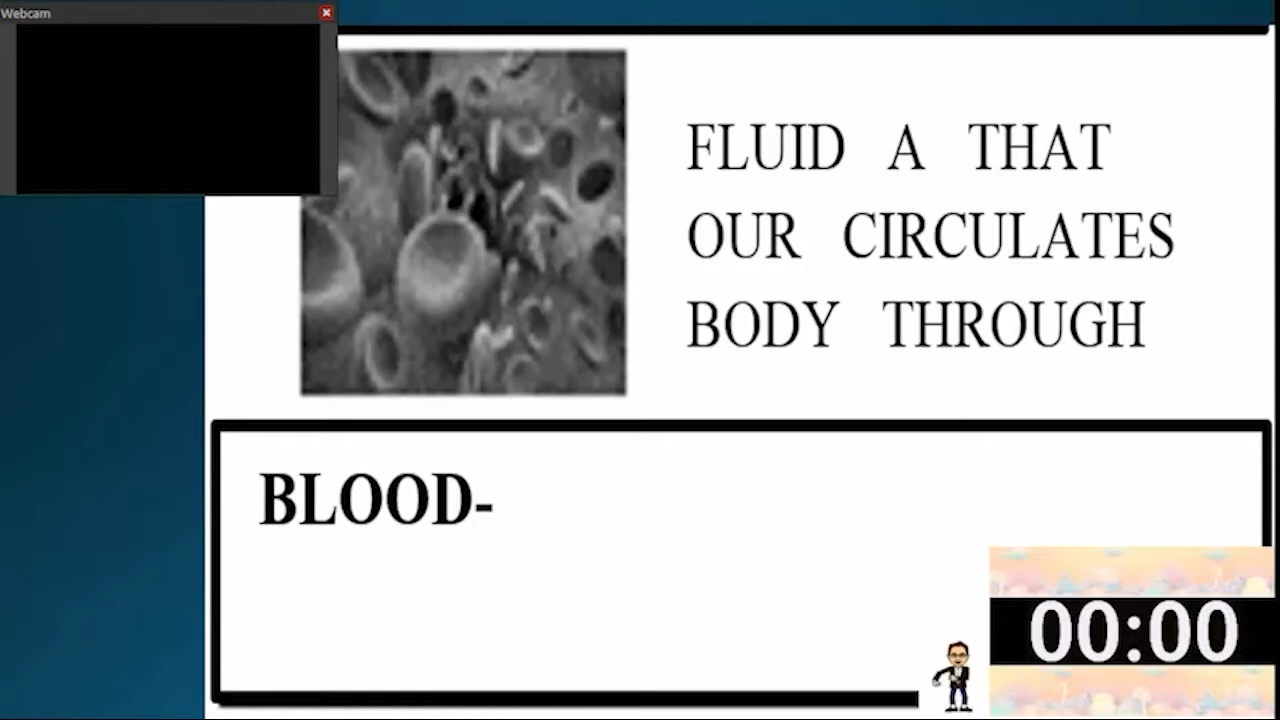 Webcam
FLUID A THAT
OUR CIRCULATES
BODY THROUGH
BLOOD-
00:00